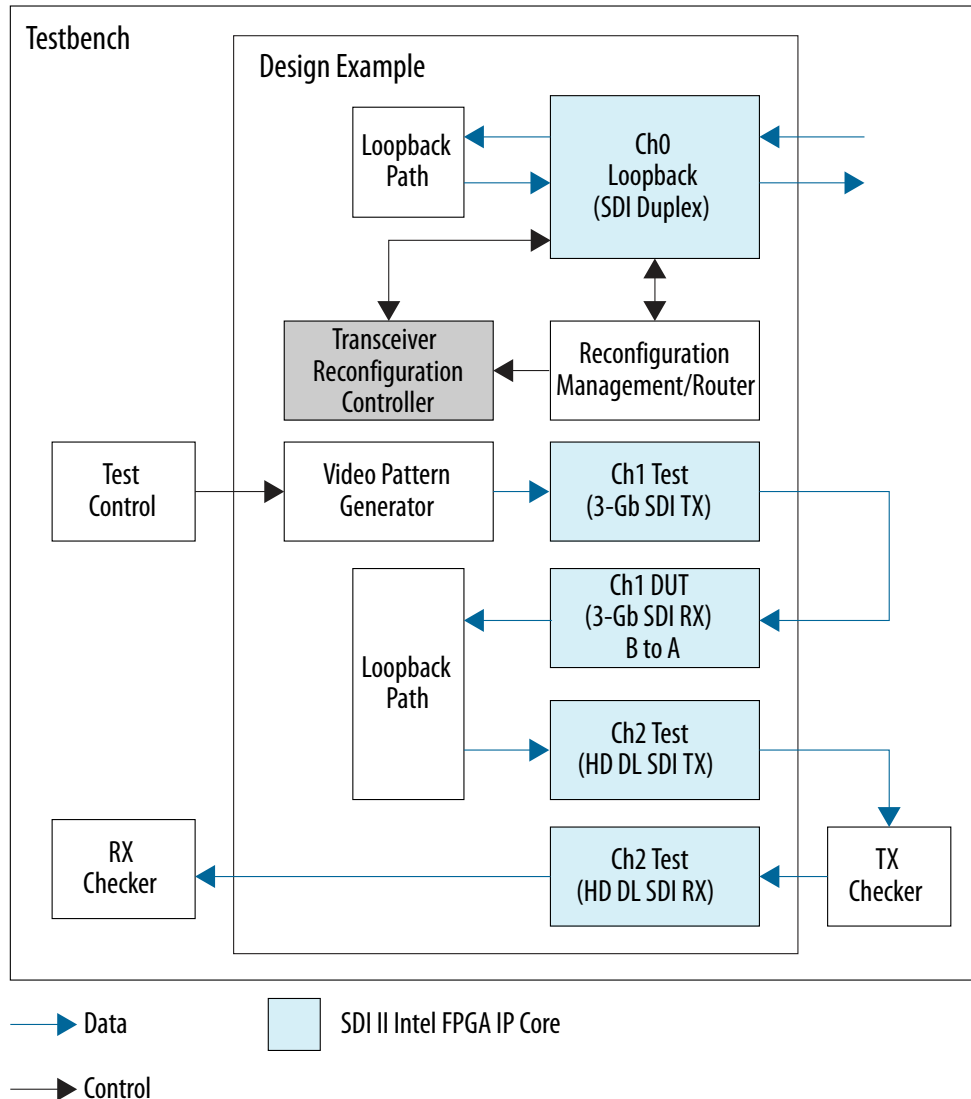 Testbench
Design Example
Loopback
Path
Ch0
Loopback
(SDI Duplex)
Transceiver
Reconfiguration
Controller
Reconfiguration
Management/Router
Test
Control
Video Pattern
Generator
Ch1 Test
(3-Gb SDI TX)
Ch1 DUT
(3-Gb SDI RX)
B to A
Loopback
Path
Ch2 Test
(HD DL SDI TX)
RX
Checker
Ch2 Test
(HD DL SDI RX)
TX
Checker
Data
SDI II Intel FPGA IP Core
Control